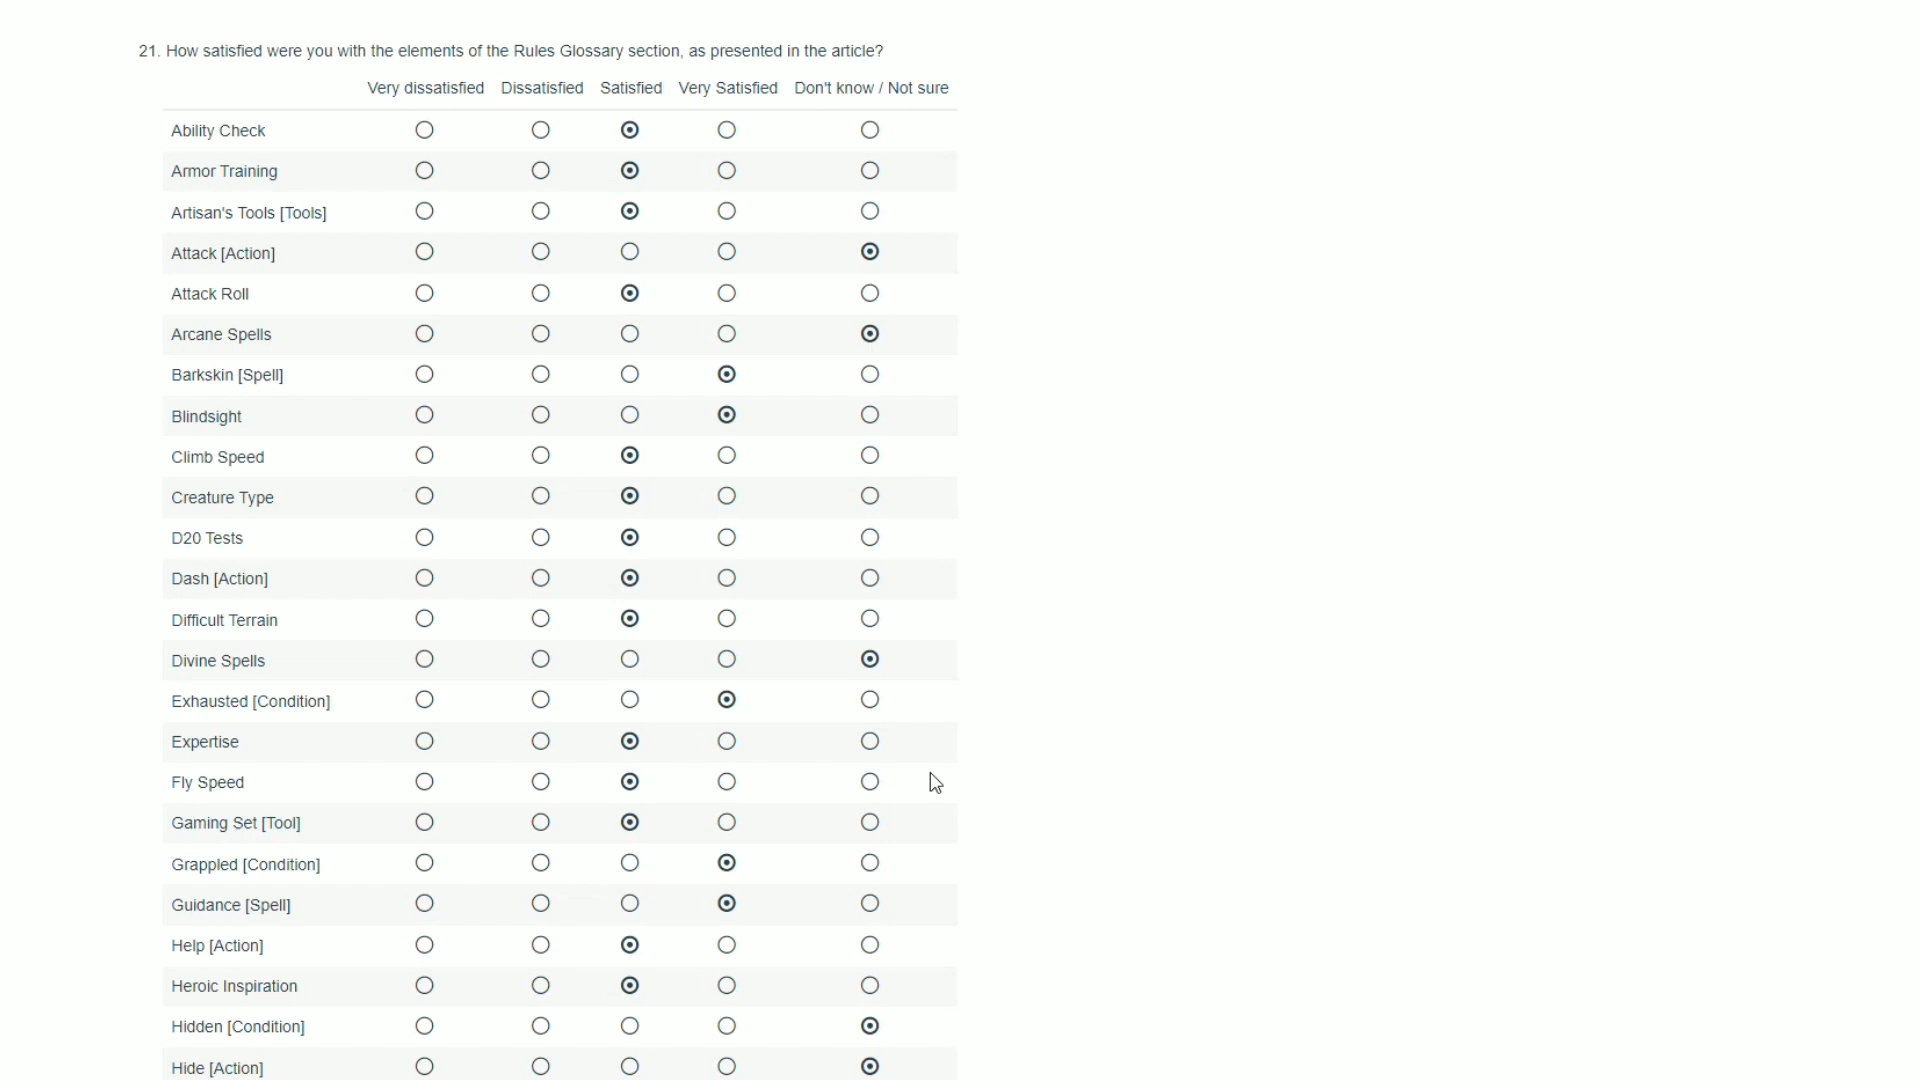 21. How satisfied were you with the elements of the Rules Glossary section, as presented in the article?
Very dissatisfied Dissatisfied Satisfied Very Satisfied Don't know / Not sure
Ability Check
Armor Training
Artisan's Tools [Tools]
Attack [Action]
Attack Roll
Arcane Spells
Barkskin [Spell]
Blindsight
Climb Speed
Creature Type
D20 Tests
Dash [Action]
Difficult Terrain
Divine Spells
Exhausted [Condition]
Expertise
Fly Speed
Gaming Set [Tool]
Grappled [Condition]
Guidance [Spell]
Help [Action]
Heroic Inspiration
Hidden [Condition]
Hide [Action]